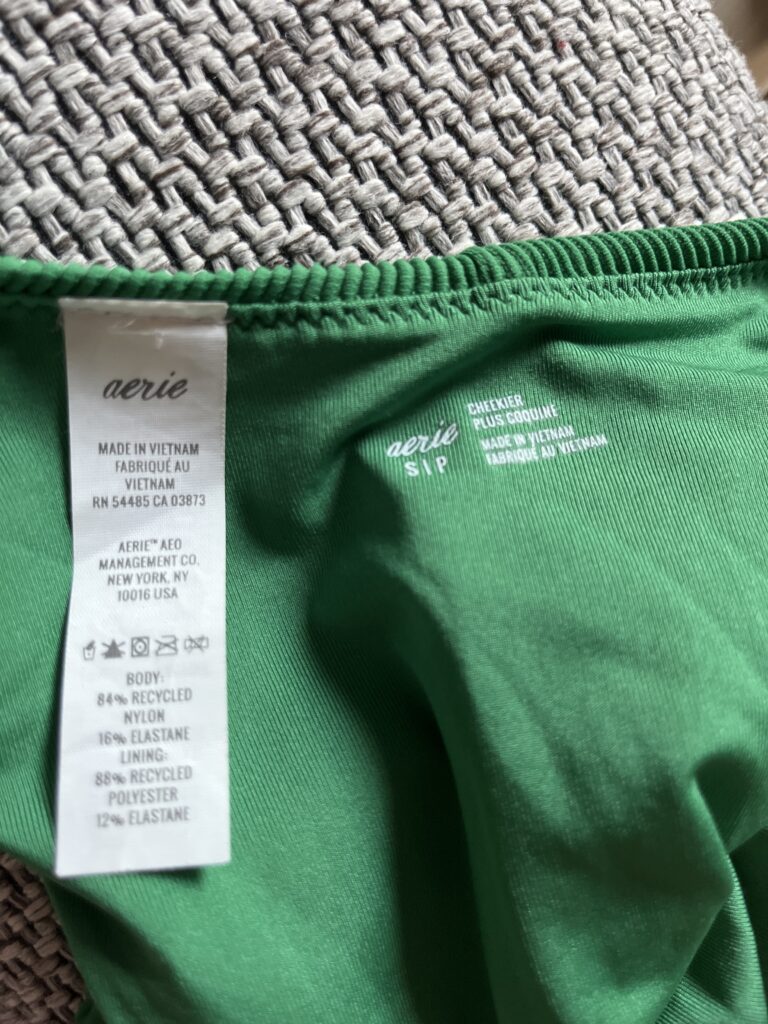 aerie
MADE IN VIETNAM
FABRIQUÉ AU
VIETNAM
RN 54485 CA 03873
AERIE™ AEO
MANAGEMENT CO.
NEW YORK, NY
10016 USA
BODY:
84% RECYCLED
NYLON
16% ELASTANE
LINING:
88% RECYCLED
POLYESTER
12% ELASTANE
aerie
S | P
CHEEKIER
PLUS COQUINE
MADE IN VIETNAM
FABRIQUÉ AU VIETNAM